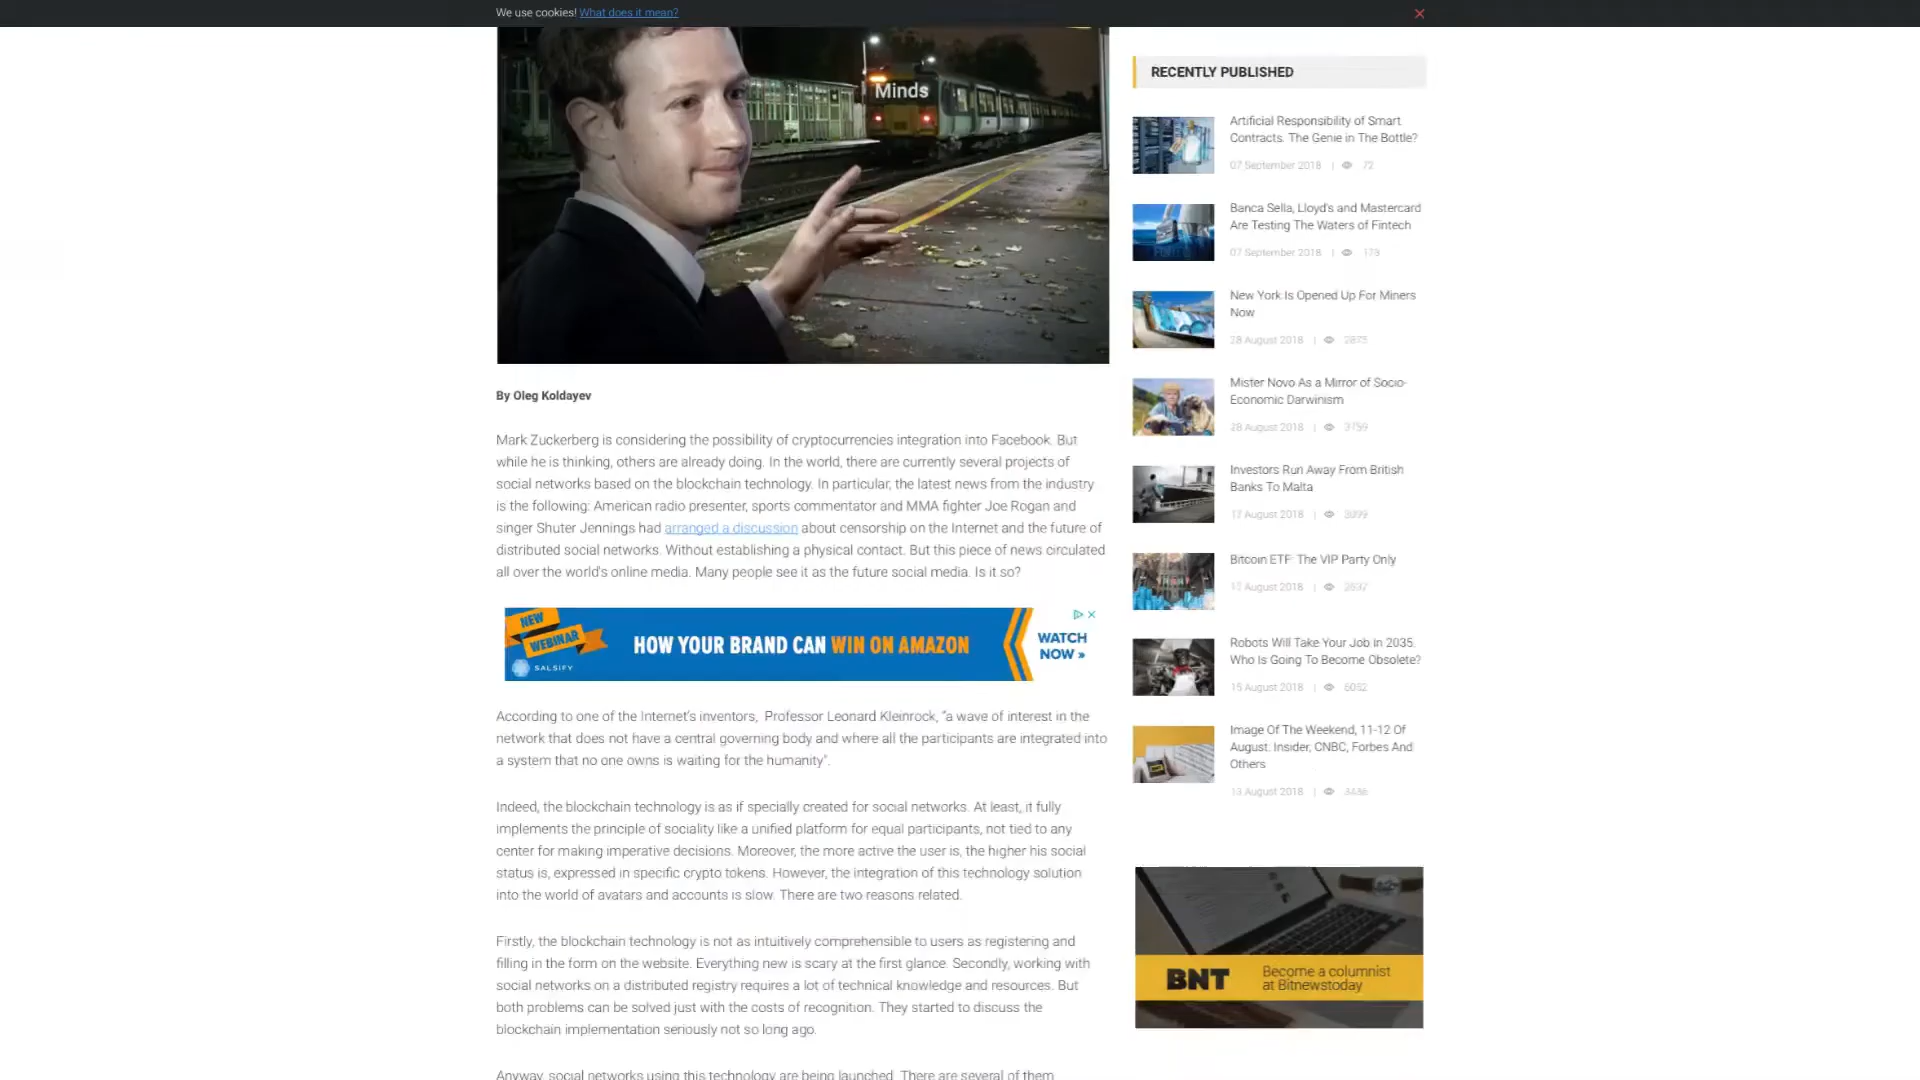 We use cookies! What does it mean?
Minds
By Oleg Koldayev
Mark Zuckerberg is considering the possibility of cryptocurrencies integration into Facebook. But
while he is thinking, others are already doing. In the world, there are currently several projects of
social networks based on the blockchain technology. In particular, the latest news from the industry
is the following: American radio presenter, sports commentator and MMA fighter Joe Rogan and
singer Shuter Jennings had arranged a discussion about censorship on the Internet and the future of
distributed social networks. Without establishing a physical contact. But this piece of news circulated
all over the world's online media. Many people see it as the future social media. Is it so?
NEW
WEBINAR
SALSIFY
HOW YOUR BRAND CAN WIN ON AMAZON
WATCH
NOW »
According to one of the Internet's inventors, Professor Leonard Kleinrock, "a wave of interest in the
network that does not have a central governing body and where all the participants are integrated into
a system that no one owns is waiting for the humanity".
Indeed, the blockchain technology is as if specially created for social networks. At least, it fully
implements the principle of sociality like a unified platform for equal participants, not tied to any
center for making imperative decisions. Moreover, the more active the user is, the higher his social
status is, expressed in specific crypto tokens. However, the integration of this technology solution
into the world of avatars and accounts is slow. There are two reasons related.
Firstly, the blockchain technology is not as intuitively comprehensible to users as registering and
filling in the form on the website. Everything new is scary at the first glance. Secondly, working with
social networks on a distributed registry requires a lot of technical knowledge and resources. But
both problems can be solved just with the costs of recognition. They started to discuss the
blockchain implementation seriously not so long ago.
Anyway, social networks using this technology are being launched. There are several of them
RECENTLY PUBLISHED
Artificial Responsibility of Smart
Contracts. The Genie in The Bottle?
07 September 2018 | 72
Banca Sella, Lloyd's and Mastercard
Are Testing The Waters of Fintech
07 September 2018 |
New York Is Opened Up For Miners
Now
28 August 2018 | 2875
Mister Novo As a Mirror of Socio-
Economic Darwinism
28 August 2018 | 3759
Investors Run Away From British
Banks To Malta
17 August 2018 |
Bitcoin ETF: The VIP Party Only
August 2018 |
Robots Will Take Your Job in 2035.
Who Is Going To Become Obsolete?
15 August 2018 |
Image Of The Weekend, 11-12 Of
August: Insider, CNBC, Forbes And
Others
13 August 2018 |
BNT
Become a columnist
at Bitnewstoday